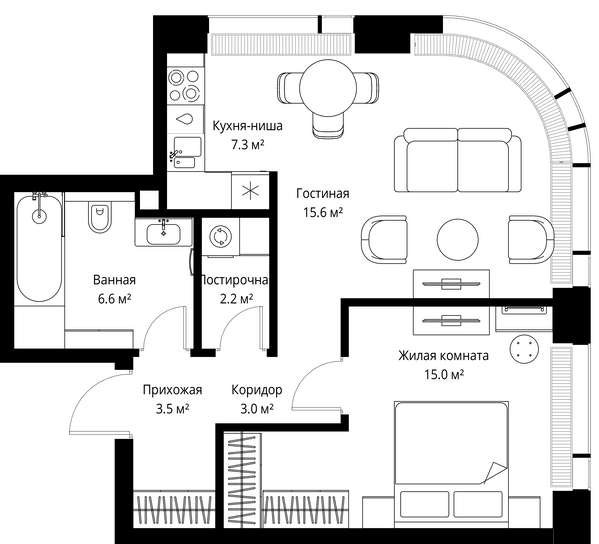 Кухня-ниша
7.3 м²
Гостиная
15.6 м²
Ванная
6.6 м²
Постирочна
2.2 м²
Жилая комната
15.0 м²
Прихожая
3.5 м²
Коридор
3.0 м²